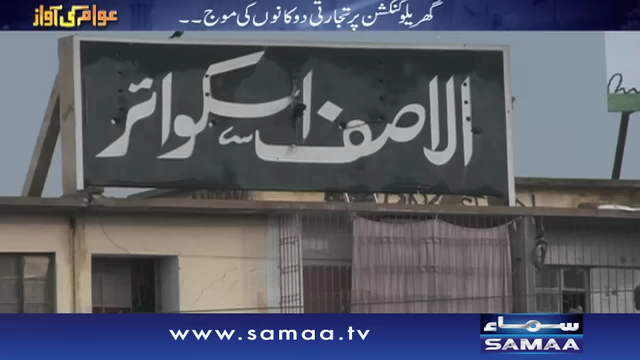 گھریلو کنکشن پر تجارتی دوکانوں کی موج ۔ ۔
عوام کی آواز
الاصف اسکوائر
www.samaa.tv
سماء
SAMAA